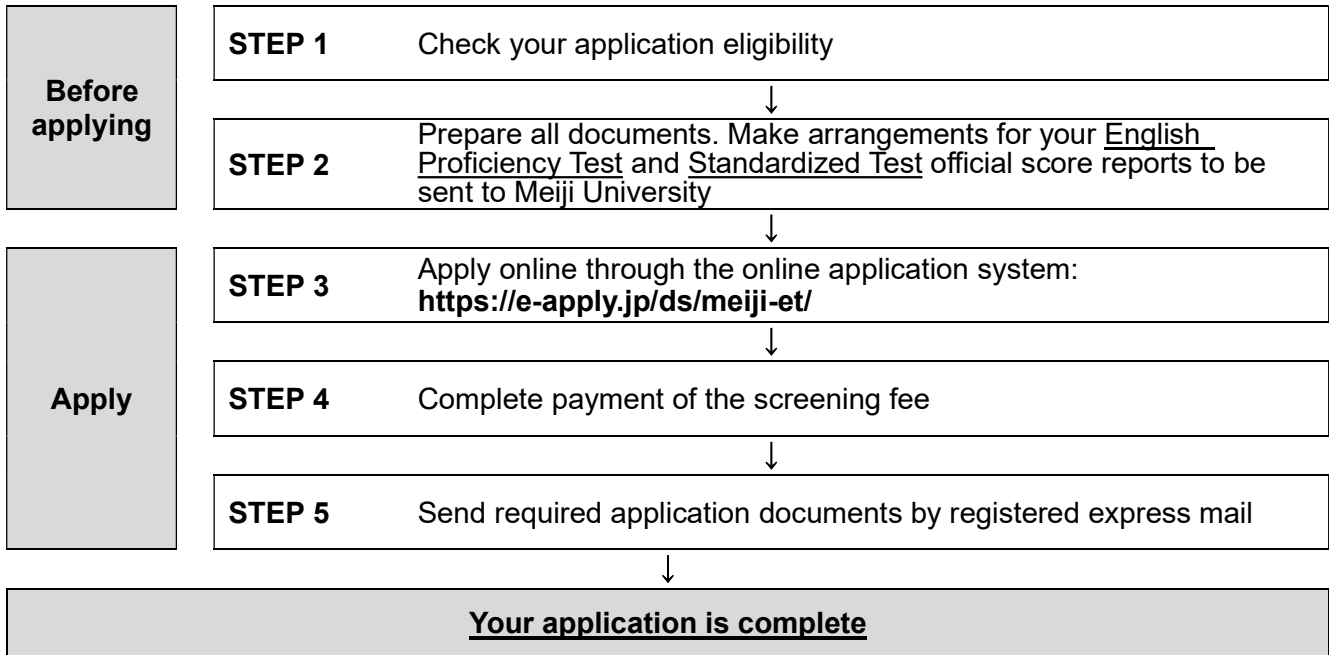 Before
applying
STEP 1 Check your application eligibility
↓
STEP 2 Prepare all documents. Make arrangements for your English
Proficiency Test and Standardized Test official score reports to be
sent to Meiji University
↓
Apply
STEP 3 Apply online through the online application system:
https://e-apply.jp/ds/meiji-et/
↓
STEP 4 Complete payment of the screening fee
↓
STEP 5 Send required application documents by registered express mail
↓
Your application is complete